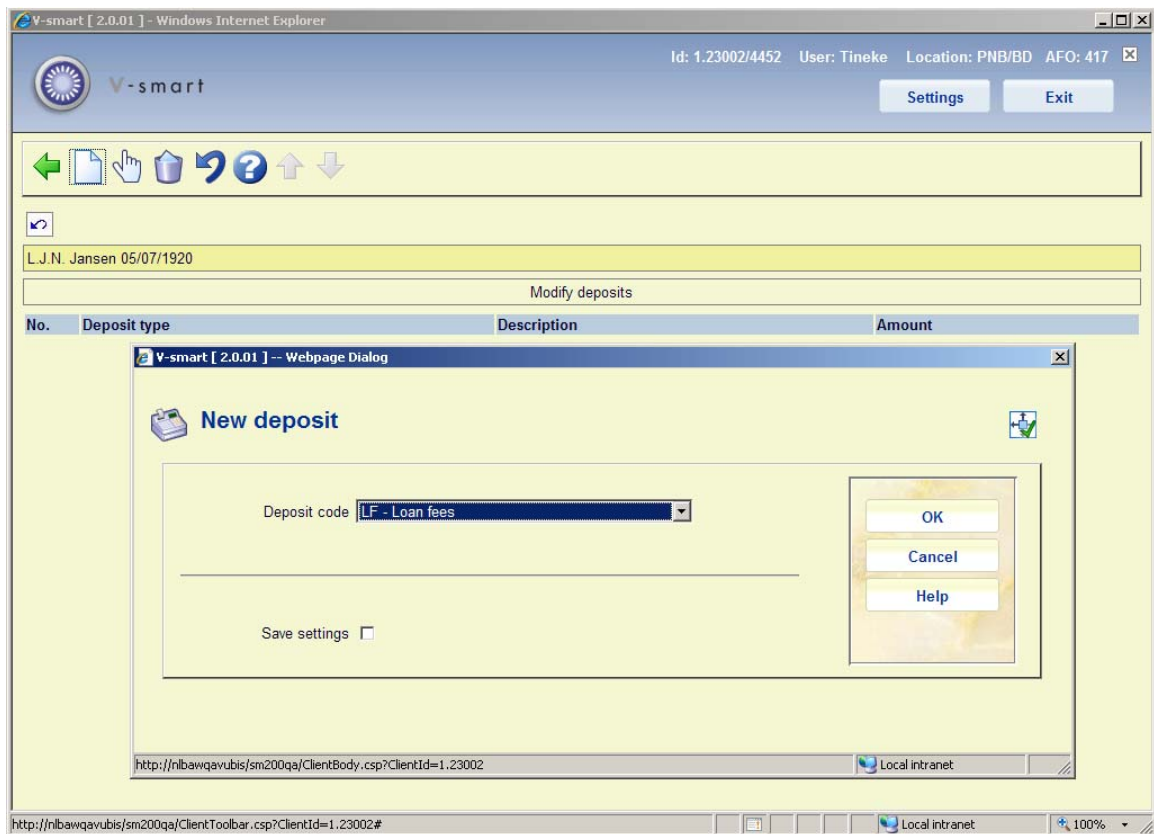 V-smart [ 2.0.01 ] - Windows Internet Explorer
Id: 1.23002/4452 User: Tineke Location: PNB/BD AFO: 417
V-smart
Settings Exit
L.J.N. Jansen 05/07/1920
Modify deposits
No. Deposit type Description Amount
V-smart [ 2.0.01 ] -- Webpage Dialog
New deposit
Deposit code LF - Loan fees
OK
Cancel
Help
Save settings
http://nlbawqavubis/sm200qa/ClientBody.csp?ClientId=1.23002 Local intranet
http://nlbawqavubis/sm200qa/ClientToolbar.csp?ClientId=1.23002# Local intranet 100%